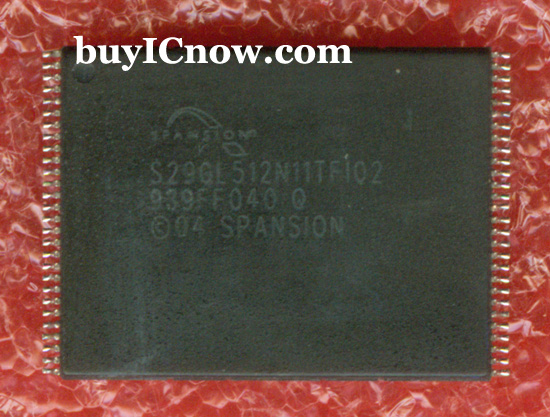 buyICnow.com
SPANSION
S29GL512N11TFI02
939FF040 Q
©04 SPANSION